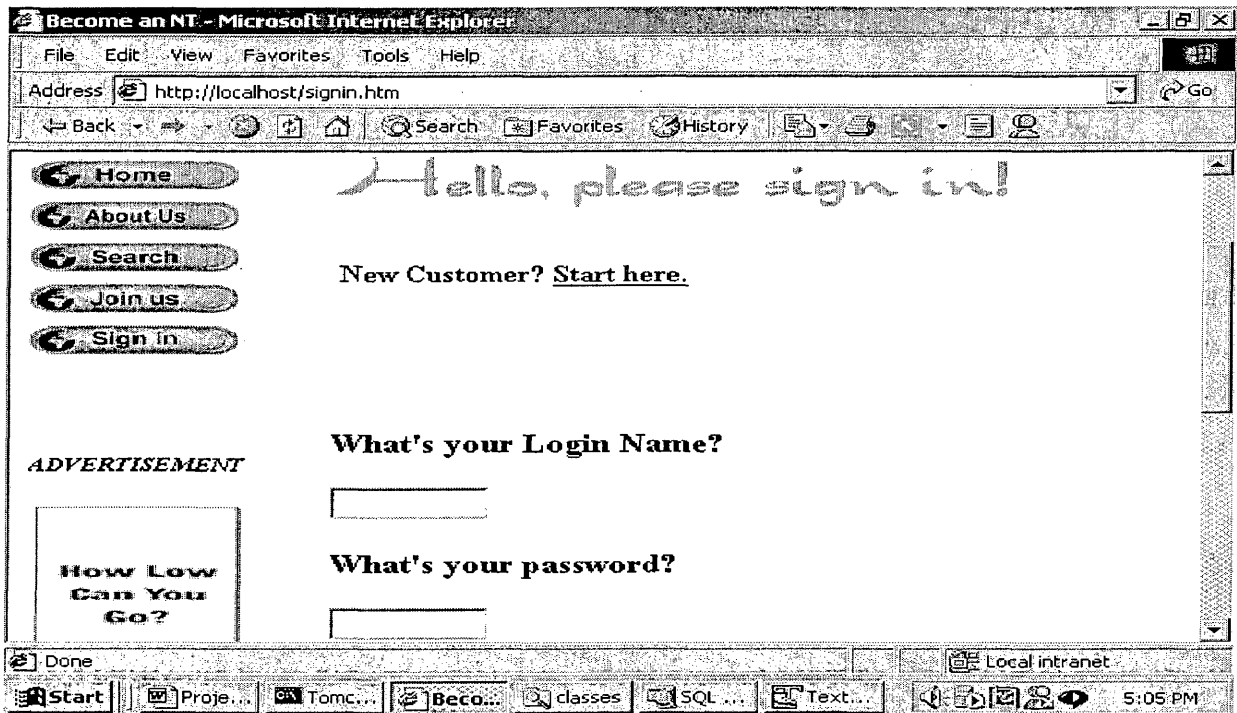 Become an NT - Microsoft Internet Explorer
File Edit View Favorites Tools Help
Address http://localhost/signin.htm Go
Back Search Favorites History
Home
About Us
Search
Join us
Sign in
Hello, please sign in!
New Customer? Start here.
ADVERTISEMENT
How Low
Can You
Go?
What's your Login Name?
What's your password?
Done Local intranet
Start Proje... Tomc... Beco... classes SQL ... Text... 5:05 PM